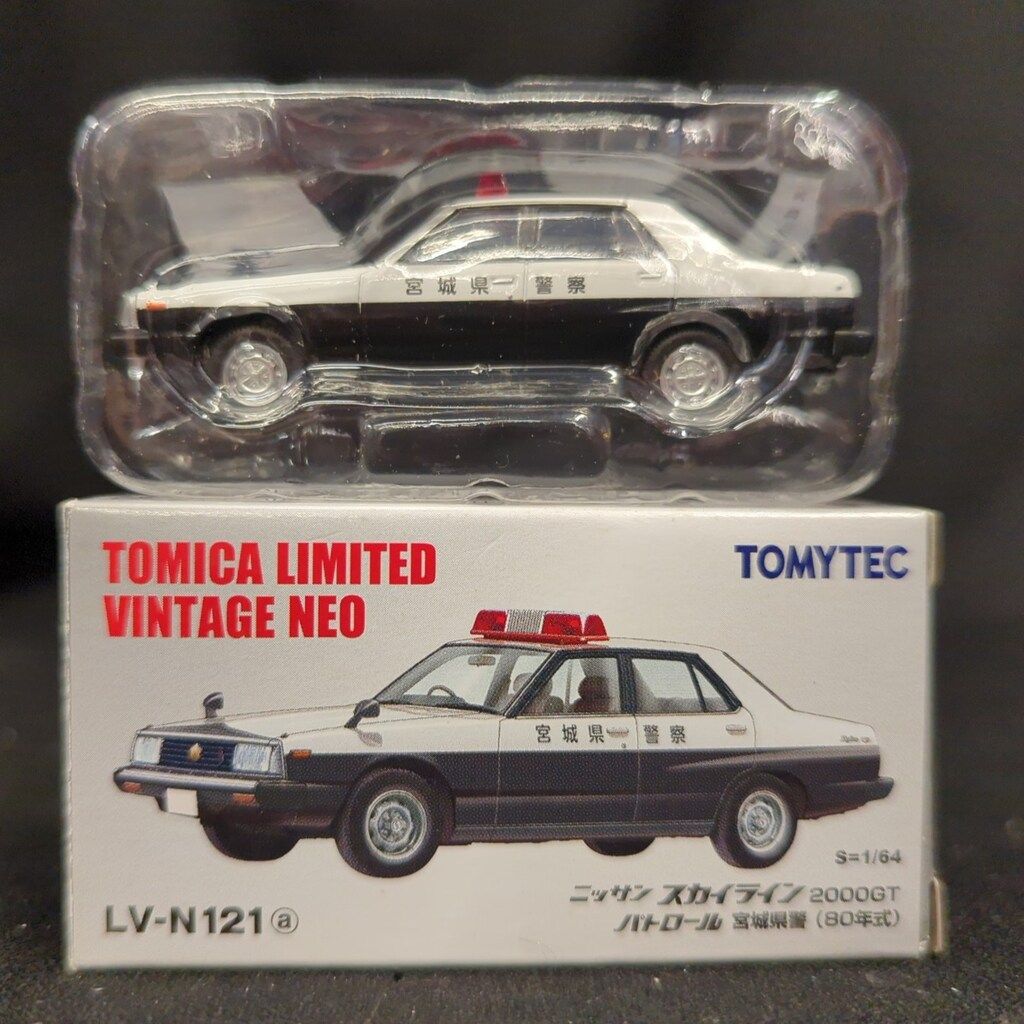 宮城県 警察
TOMICA LIMITED
VINTAGE NEO
TOMYTEC
宮城県 警察
S=1/64
ニッサン スカイライン 2000GT
パトロール 宮城県警 (80年式)
LV-N121 ⓐ